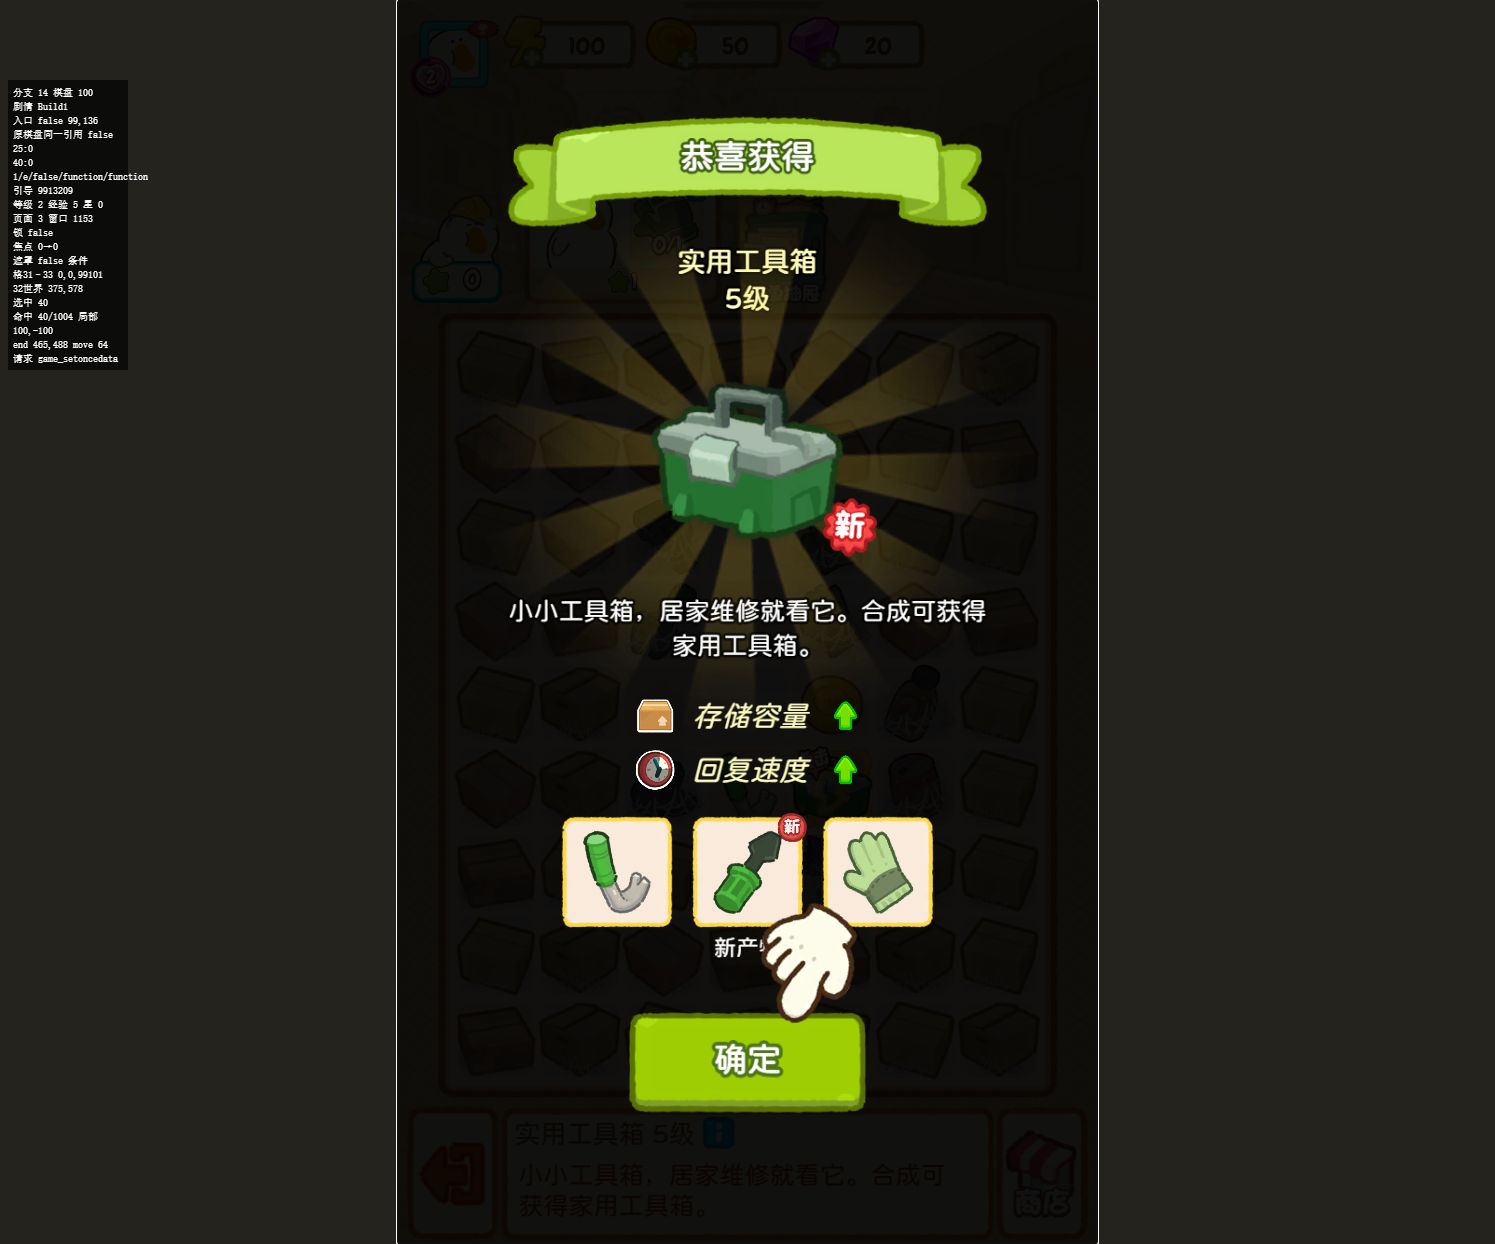 分支 14 棋盘 100
剧情 Build1
入口 false 99,136
原棋盘同一引用 false
25:0
40:0
1/e/false/function/function
引导 9913209
等级 2 经验 5 星 0
页面 3 窗口 1153
锁 false
焦点 0→0
遮罩 false 条件
格31-33 0,0,99101
32世界 375,578
选中 40
命中 40/1004 局部
100,-100
end 465,488 move 64
请求 game_setoncedata
100
50
20
2
恭喜获得
0/1
0
1
实用工具箱
5级
新
小小工具箱，居家维修就看它。合成可获得
家用工具箱。
存储容量
回复速度
新
新产
确定
实用工具箱 5级
小小工具箱，居家维修就看它。合成可
获得家用工具箱。
商店